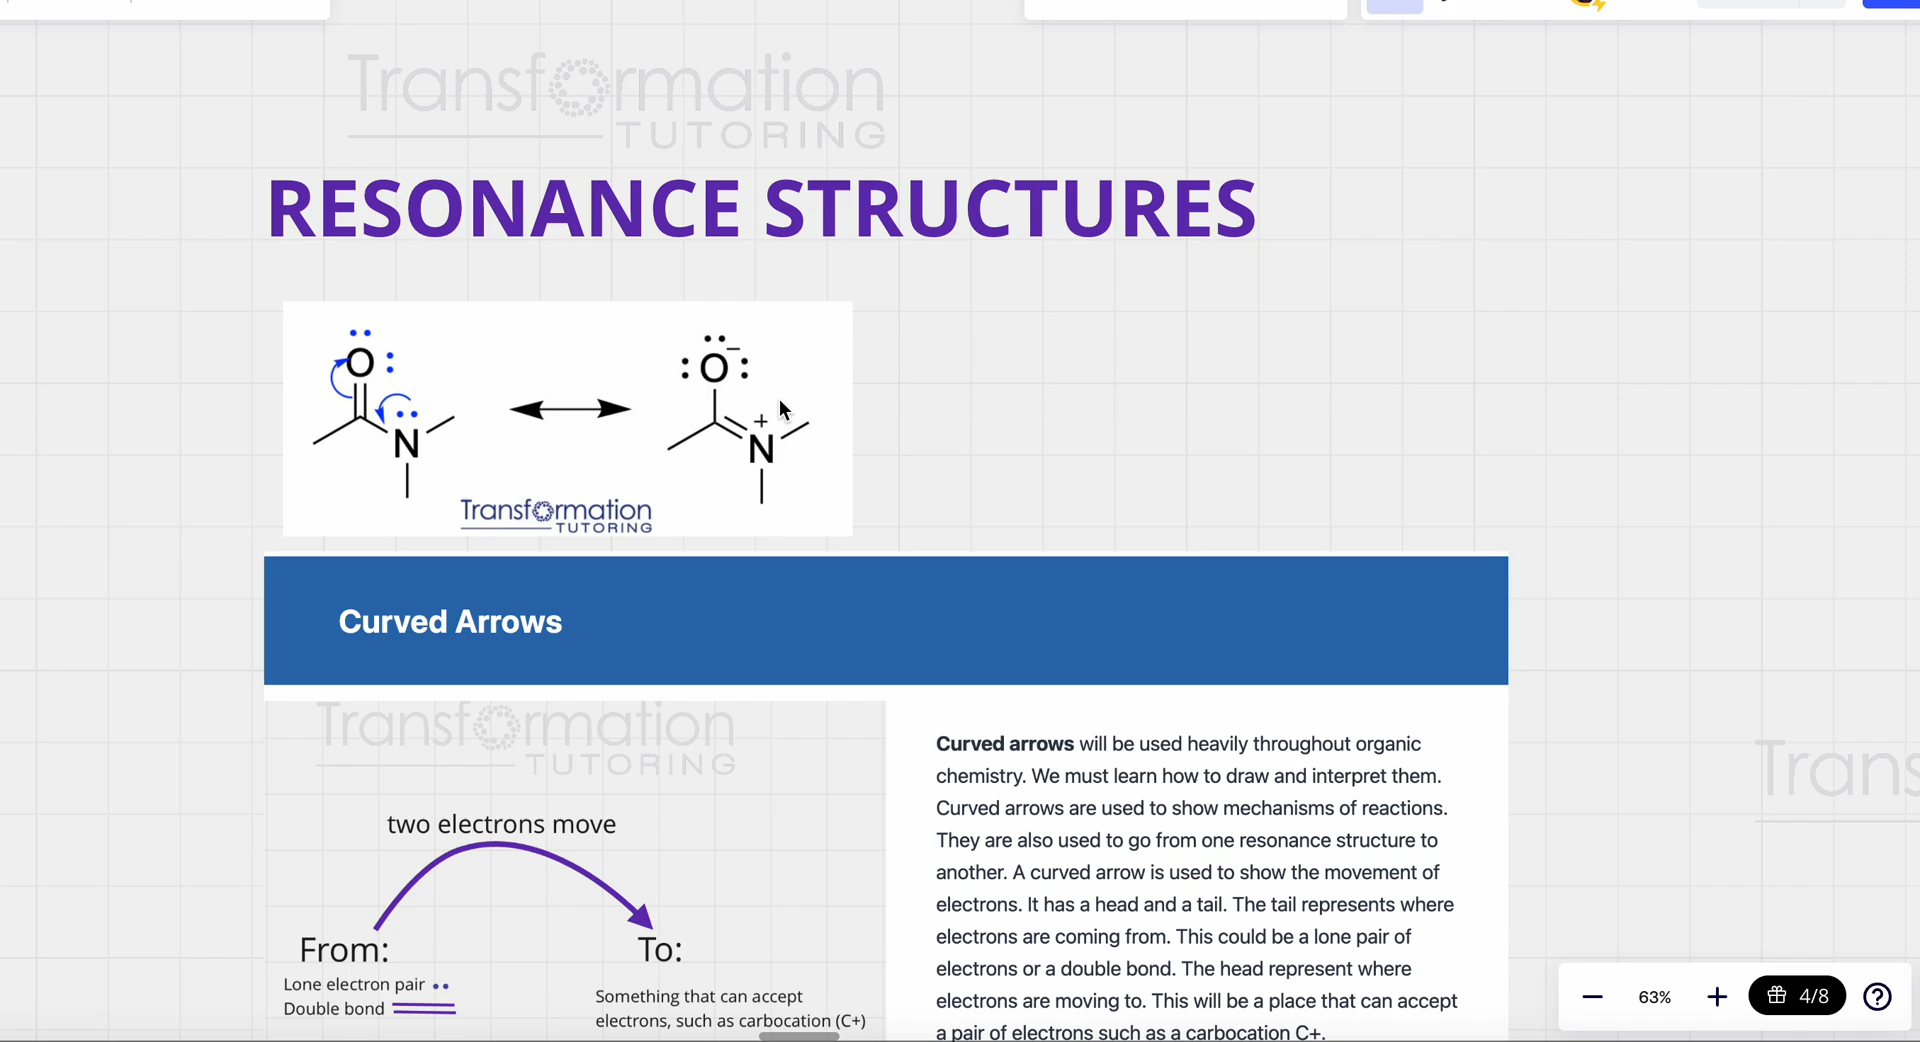 Transformation
TUTORING
RESONANCE STRUCTURES
O
N
O
–
+
N
Transformation
TUTORING
Curved Arrows
Transformation
TUTORING
two electrons move
From:
To:
Lone electron pair
Double bond
Something that can accept
electrons, such as carbocation (C+)
Curved arrows will be used heavily throughout organic
chemistry. We must learn how to draw and interpret them.
Curved arrows are used to show mechanisms of reactions.
They are also used to go from one resonance structure to
another. A curved arrow is used to show the movement of
electrons. It has a head and a tail. The tail represents where
electrons are coming from. This could be a lone pair of
electrons or a double bond. The head represent where
electrons are moving to. This will be a place that can accept
a pair of electrons such as a carbocation C+.
Trans
63%
4/8